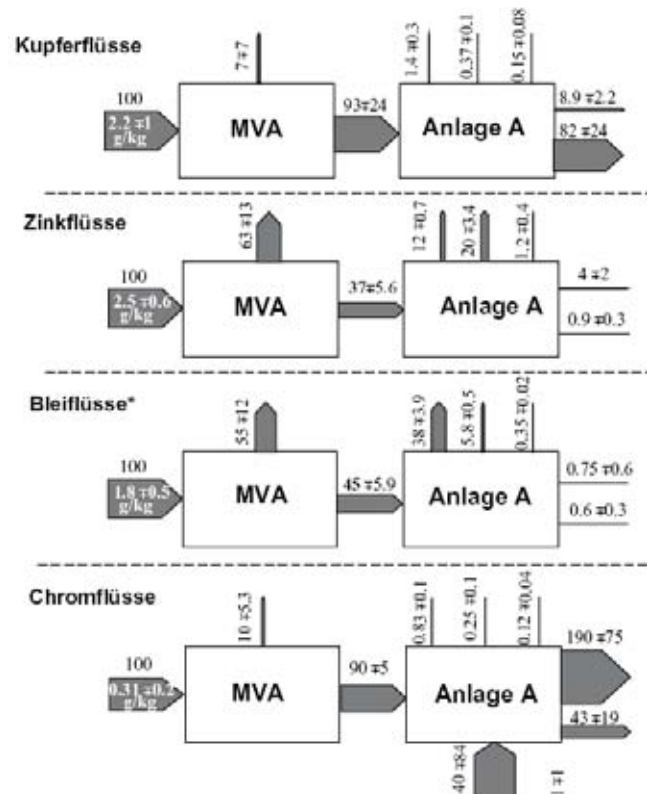 Kupferflüsse
7∓7
1.4∓0.3
0.37∓0.1
0.15∓0.08
100
2.2 ∓1
g/kg
MVA
93∓24
Anlage A
8.9 ∓2.2
82 ∓24
Zinkflüsse
63 ∓13
12 ∓0.7
20 ∓3.4
1.2 ∓0.4
100
2.5∓0.6
g/kg
MVA
37∓5.6
Anlage A
4 ∓2
0.9 ∓0.3
Bleiflüsse*
55 ∓12
38 ∓3.9
5.8 ∓0.5
0.35 ∓0.02
100
1.8 ∓0.5
g/kg
MVA
45 ∓5.9
Anlage A
0.75 ∓0.6
0.6 ∓0.3
Chromflüsse
10 ∓5.3
0.83 ∓0.1
0.25 ∓0.1
0.12 ∓0.04
100
0.31 ∓0.2
g/kg
MVA
90 ∓5
Anlage A
190 ∓75
43 ∓19
40 ∓84